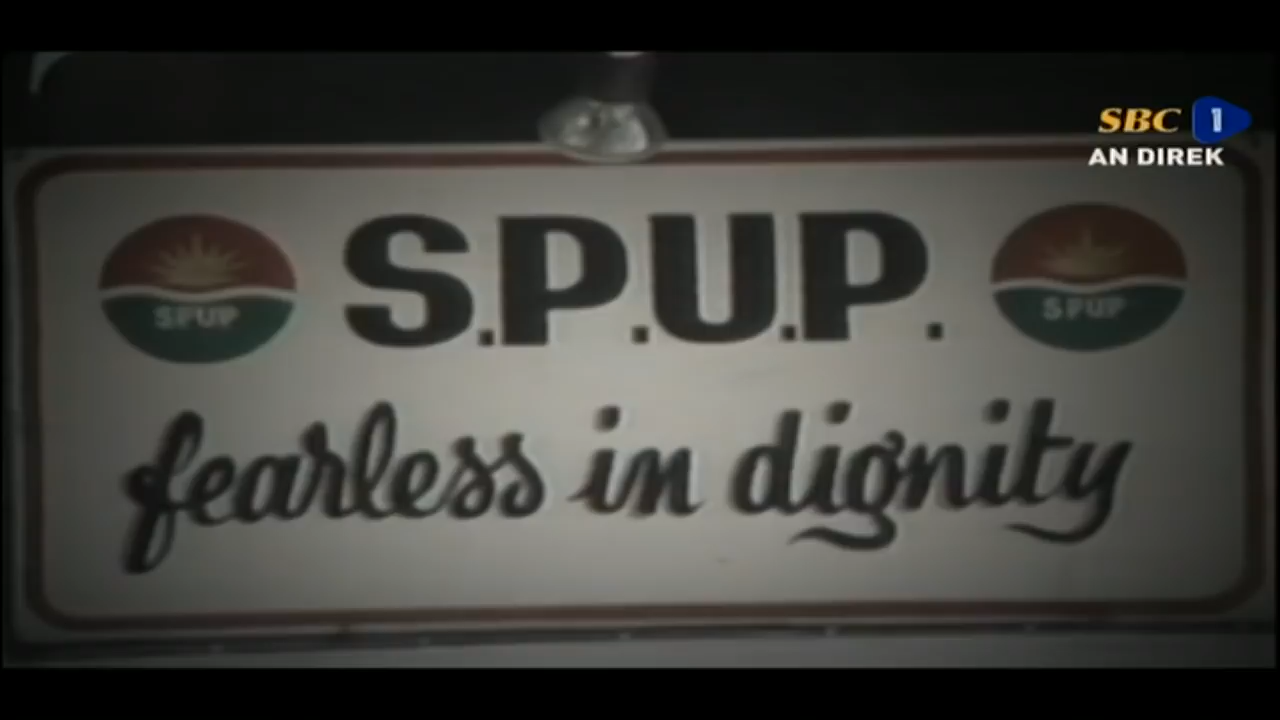 SBC 1
AN DIREK
S.P.U.P.
SPUP
SPUP
fearless in dignity